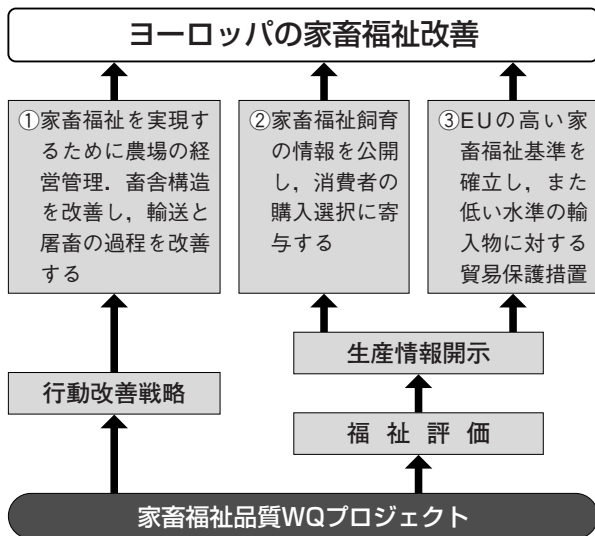 ヨーロッパの家畜福祉改善
①家畜福祉を実現す
るために農場の経
営管理．畜舎構造
を改善し，輸送と
屠畜の過程を改善
する
②家畜福祉飼育
の情報を公開
し，消費者の
購入選択に寄
与する
③EUの高い家
畜福祉基準を
確立し，また
低い水準の輸
入物に対する
貿易保護措置
生産情報開示
行動改善戦略
福祉評価
家畜福祉品質WQプロジェクト